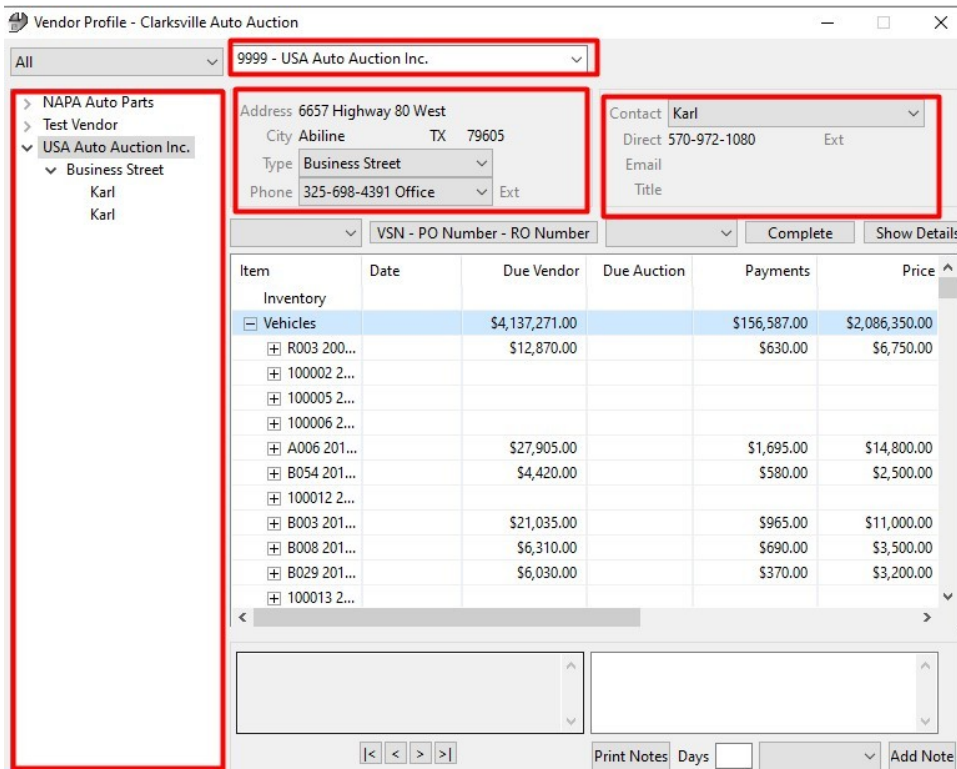 Vendor Profile - Clarksville Auto Auction
All
9999 - USA Auto Auction Inc.
NAPA Auto Parts
Test Vendor
USA Auto Auction Inc.
Business Street
Karl
Karl
Address 6657 Highway 80 West
City Abiline TX 79605
Type Business Street
Phone 325-698-4391 Office Ext
Contact Karl
Direct 570-972-1080 Ext
Email
Title
VSN - PO Number - RO Number Complete Show Details
Item Date Due Vendor Due Auction Payments Price
Inventory
Vehicles $4,137,271.00 $156,587.00 $2,086,350.00
R003 200... $12,870.00 $630.00 $6,750.00
100002 2...
100005 2...
100006 2...
A006 201... $27,905.00 $1,695.00 $14,800.00
B054 201... $4,420.00 $580.00 $2,500.00
100012 2...
B003 201... $21,035.00 $965.00 $11,000.00
B008 201... $6,310.00 $690.00 $3,500.00
B029 201... $6,030.00 $370.00 $3,200.00
100013 2...
|< < > >| Print Notes Days Add Note